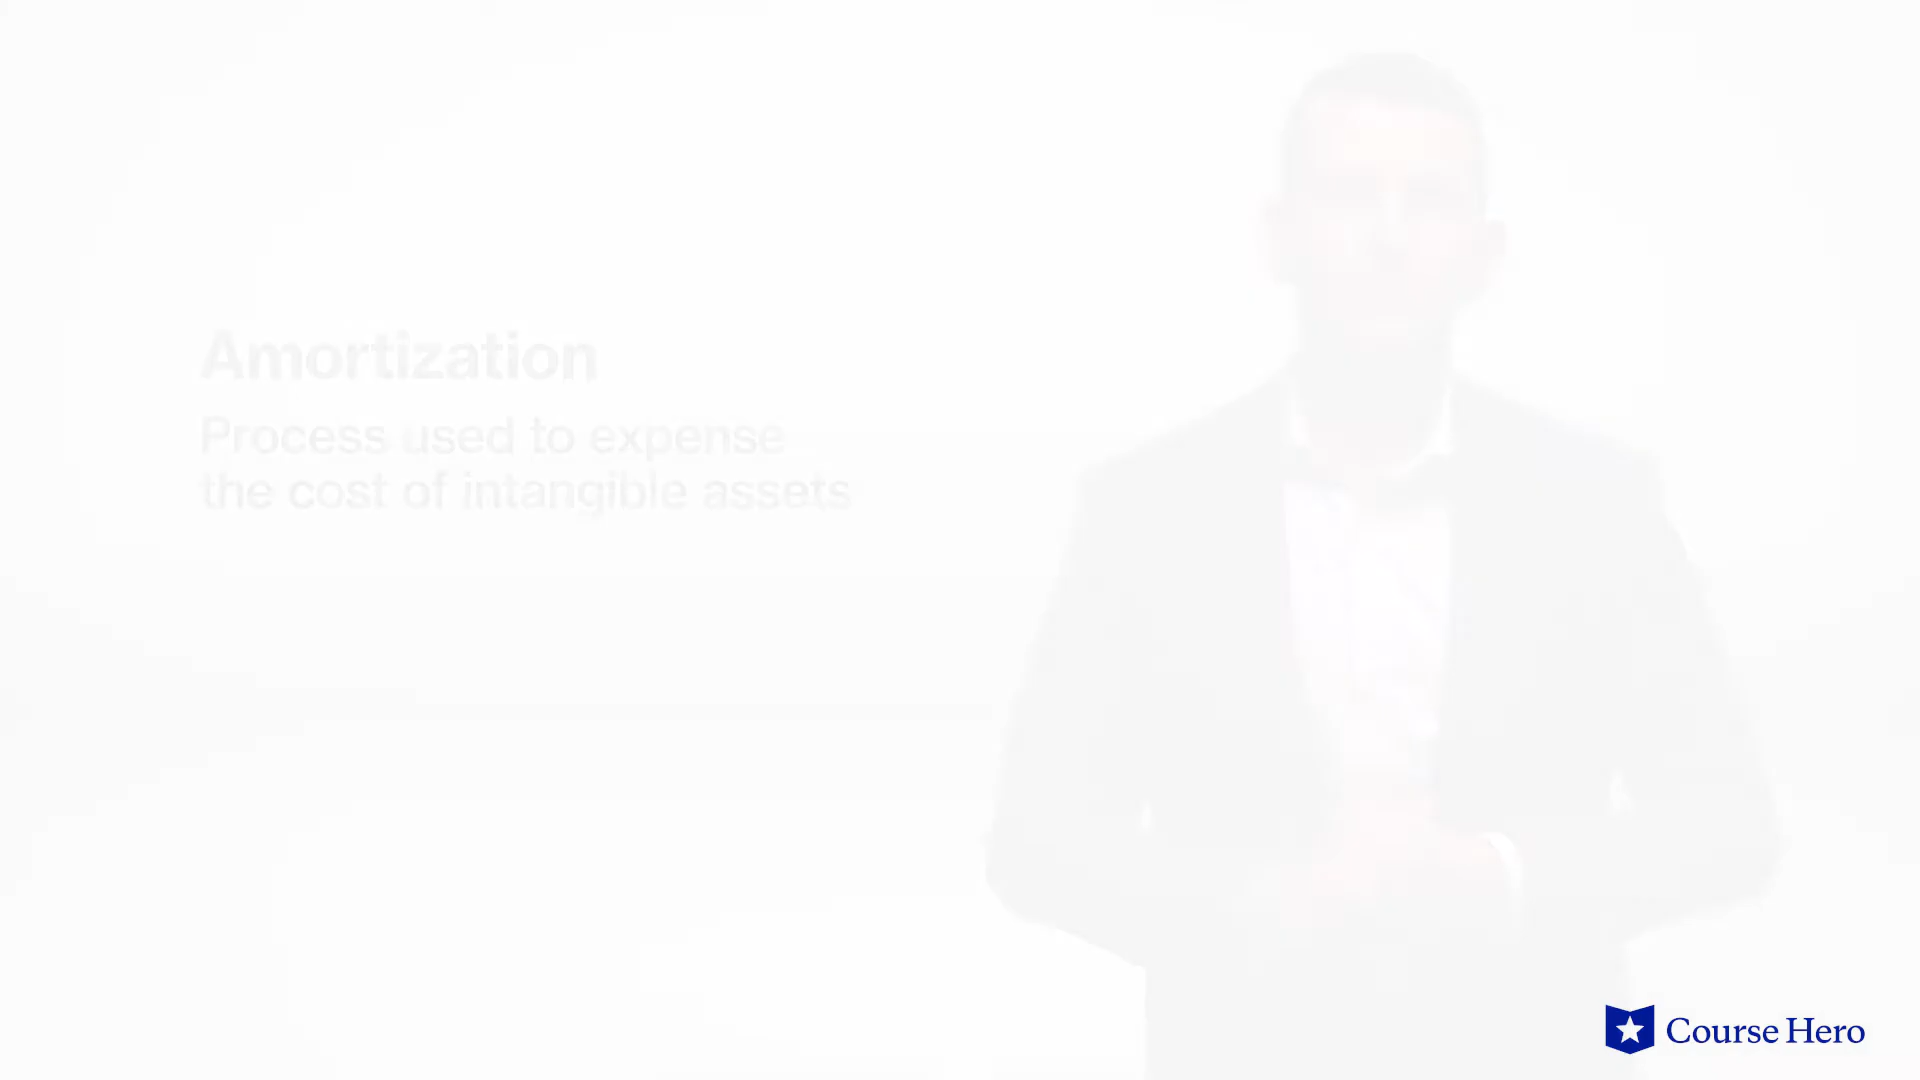 Amortization
Process used to expense
the cost of intangible assets
Course Hero